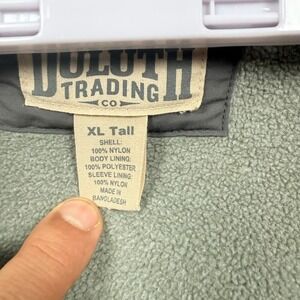 DULUTH
TRADING
CO
XL Tall
SHELL:
100% NYLON
BODY LINING:
100% POLYESTER
SLEEVE LINING:
100% NYLON
MADE IN
BANGLADESH